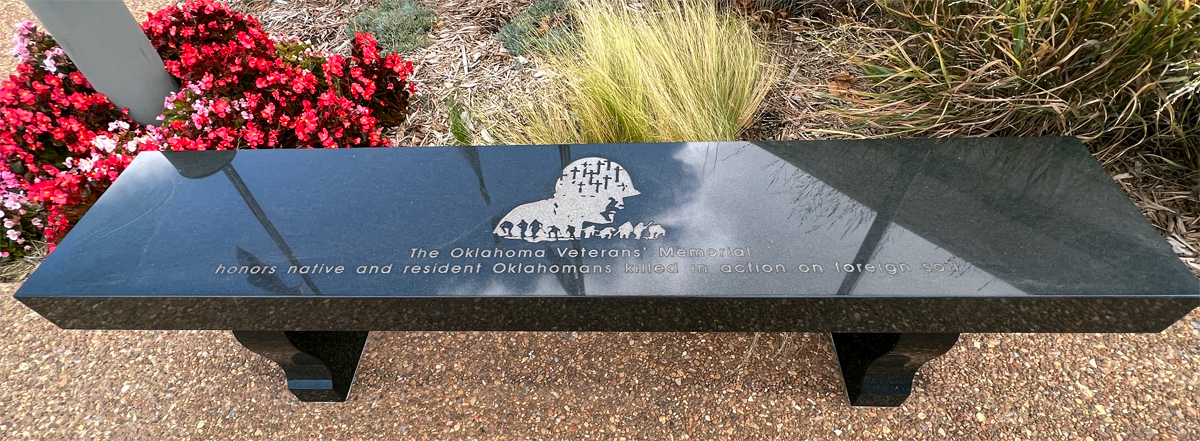 The Oklahoma Veterans' Memorial
honors native and resident Oklahomans killed in action on foreign soil.